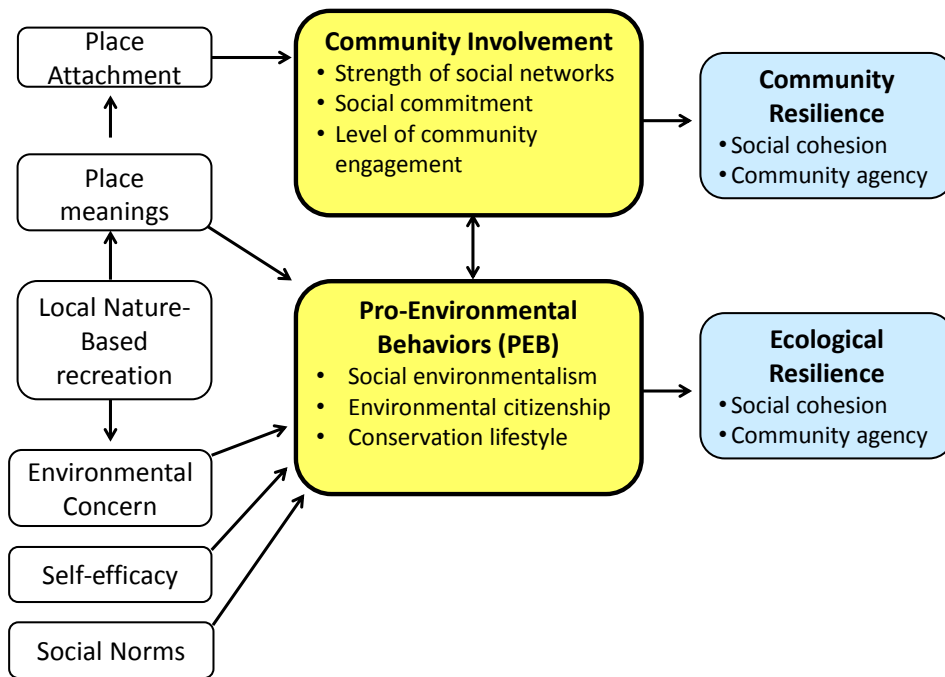 Place
Attachment
Place
meanings
Local Nature-
Based
recreation
Environmental
Concern
Self-efficacy
Social Norms
Community Involvement
• Strength of social networks
• Social commitment
• Level of community
engagement
Pro-Environmental
Behaviors (PEB)
• Social environmentalism
• Environmental citizenship
• Conservation lifestyle
Community
Resilience
• Social cohesion
• Community agency
Ecological
Resilience
• Social cohesion
• Community agency